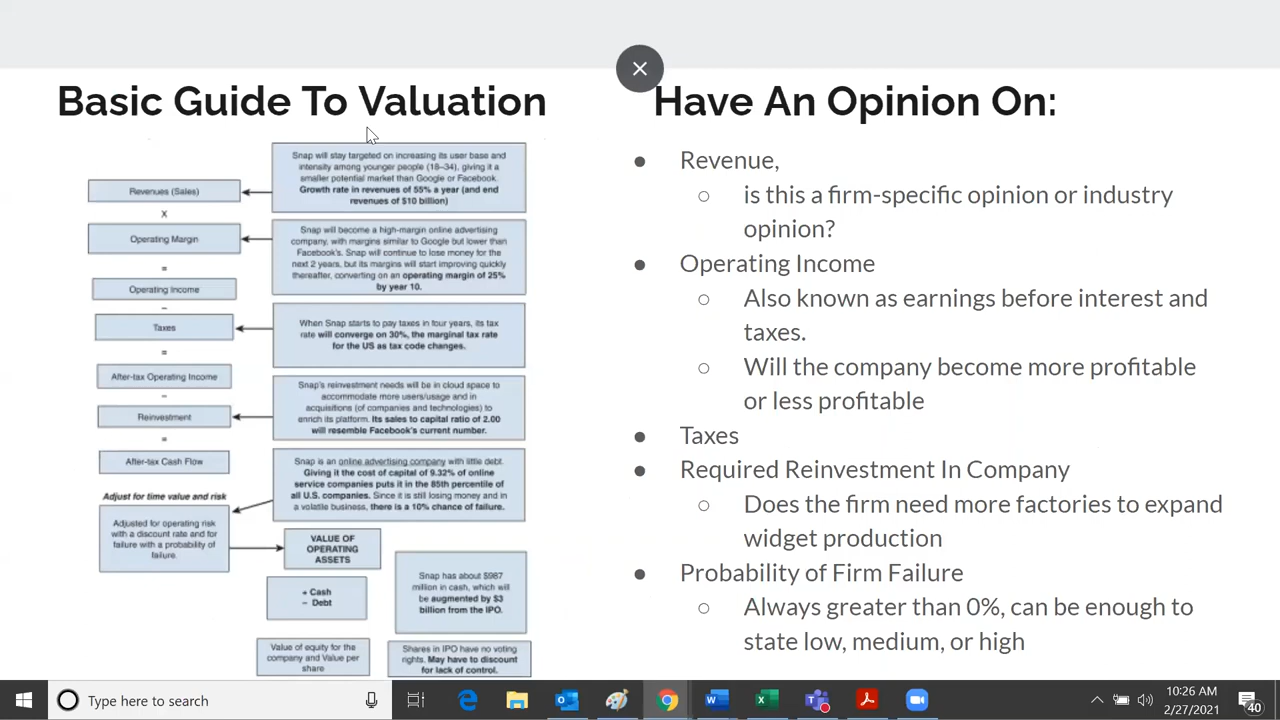 Basic Guide To Valuation
Snap will stay targeted on increasing its user base and
intensity among younger people (18–34), giving it a
smaller potential market than Google or Facebook.
Growth rate in revenues of 55% a year (and end
revenues of $10 billion)
Revenues (Sales)
x
Operating Margin
Snap will become a high-margin online advertising
company, with margins similar to Google but lower than
Facebook's. Snap will continue to lose money for the
next 2 years, but its margins will start improving quickly
thereafter, converting on an operating margin of 25%
by year 10.
=
Operating Income
–
Taxes
When Snap starts to pay taxes in four years, its tax
rate will converge on 30%, the marginal tax rate
for the US as tax code changes.
=
After-tax Operating Income
–
Reinvestment
Snap's reinvestment needs will be in cloud space to
accommodate more users/usage and in
acquisitions (of companies and technologies) to
enrich its platform. Its sales to capital ratio of 2.00
will resemble Facebook's current number.
=
After-tax Cash Flow
Snap is an online advertising company with little debt.
Giving it the cost of capital of 9.32% of online
service companies puts it in the 85th percentile of
all U.S. companies. Since it is still losing money and in
a volatile business, there is a 10% chance of failure.
Adjust for time value and risk
Adjusted for operating risk
with a discount rate and for
failure with a probability of
failure.
VALUE OF
OPERATING
ASSETS
+ Cash
– Debt
Snap has about $987
million in cash, which will
be augmented by $3
billion from the IPO.
Value of equity for the
company and Value per
share
Shares in IPO have no voting
rights. May have to discount
for lack of control.
Have An Opinion On:
● Revenue,
○ is this a firm-specific opinion or industry
opinion?
● Operating Income
○ Also known as earnings before interest and
taxes.
○ Will the company become more profitable
or less profitable
● Taxes
● Required Reinvestment In Company
○ Does the firm need more factories to expand
widget production
● Probability of Firm Failure
○ Always greater than 0%, can be enough to
state low, medium, or high
Type here to search
10:26 AM
2/27/2021
40